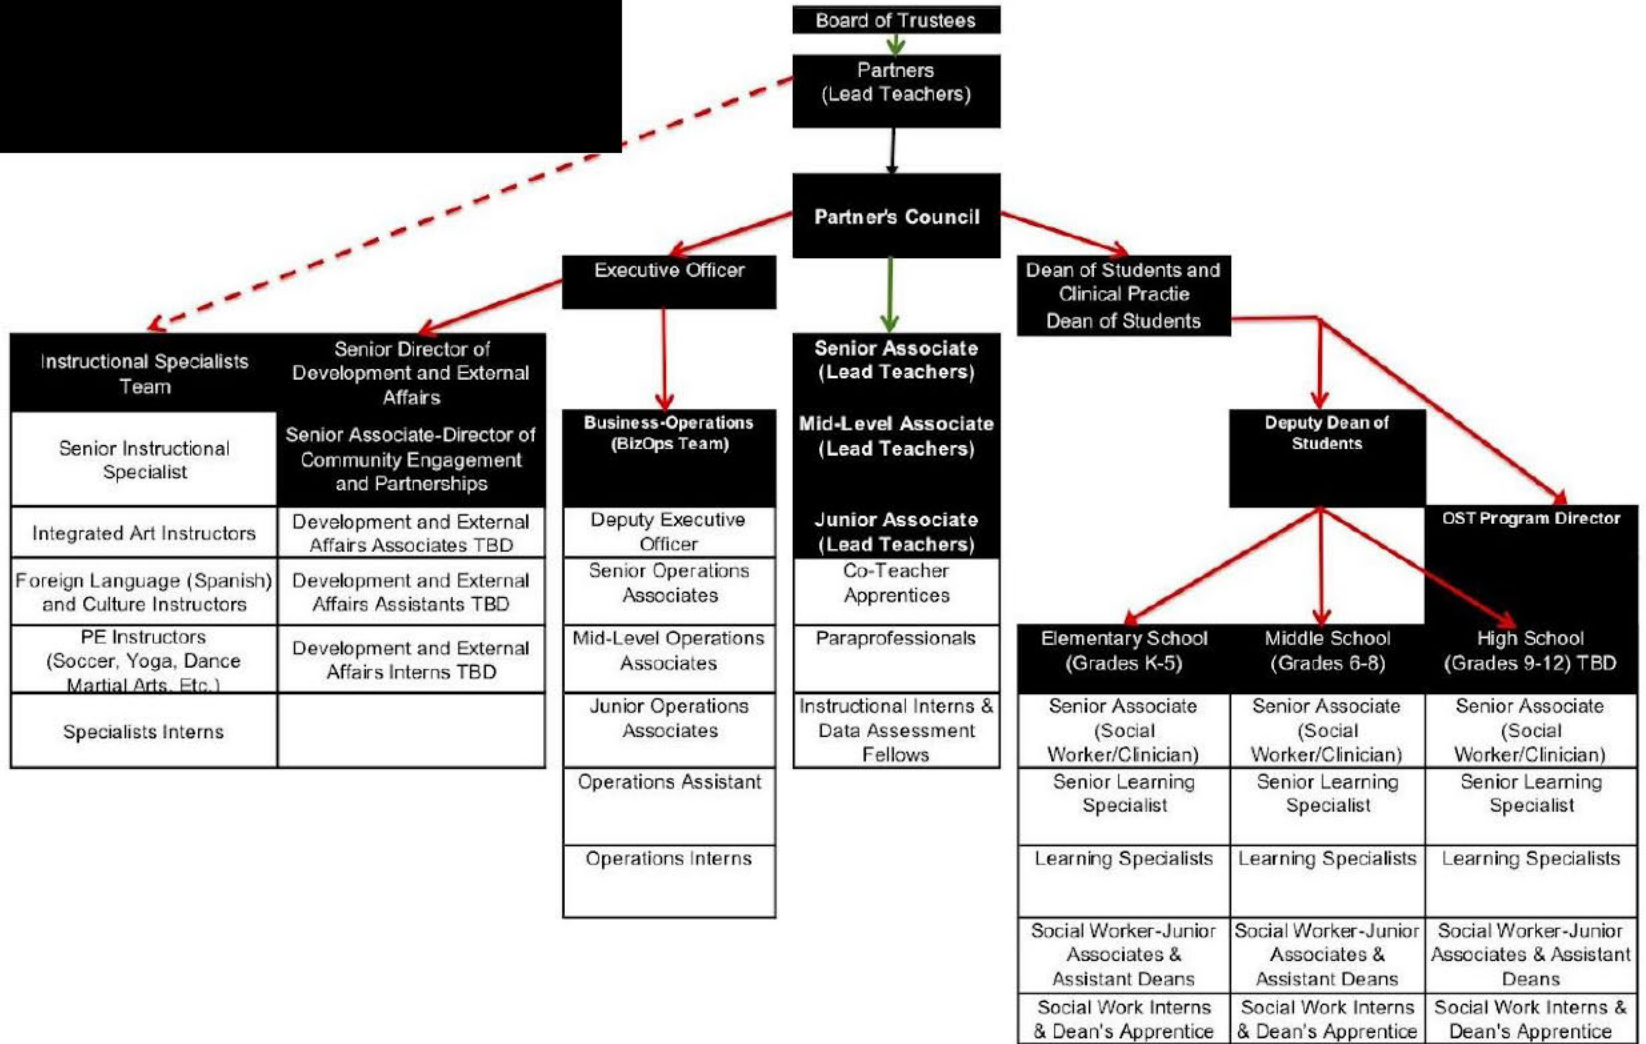 Board of Trustees
Partners
(Lead Teachers)
Partner's Council
Executive Officer
Dean of Students and
Clinical Practie
Dean of Students
Instructional Specialists
Team
Senior Instructional
Specialist
Integrated Art Instructors
Foreign Language (Spanish)
and Culture Instructors
PE Instructors
(Soccer, Yoga, Dance
Martial Arts, Etc.)
Specialists Interns
Senior Director of
Development and External
Affairs
Senior Associate-Director of
Community Engagement
and Partnerships
Development and External
Affairs Associates TBD
Development and External
Affairs Assistants TBD
Development and External
Affairs Interns TBD
Business-Operations
(BizOps Team)
Deputy Executive
Officer
Senior Operations
Associates
Mid-Level Operations
Associates
Junior Operations
Associates
Operations Assistant
Operations Interns
Senior Associate
(Lead Teachers)
Mid-Level Associate
(Lead Teachers)
Junior Associate
(Lead Teachers)
Co-Teacher
Apprentices
Paraprofessionals
Instructional Interns &
Data Assessment
Fellows
Deputy Dean of
Students
OST Program Director
Elementary School
(Grades K-5)
Senior Associate
(Social
Worker/Clinician)
Senior Learning
Specialist
Learning Specialists
Social Worker-Junior
Associates &
Assistant Deans
Social Work Interns
& Dean's Apprentice
Middle School
(Grades 6-8)
Senior Associate
(Social
Worker/Clinician)
Senior Learning
Specialist
Learning Specialists
Social Worker-Junior
Associates &
Assistant Deans
Social Work Interns
& Dean's Apprentice
High School
(Grades 9-12) TBD
Senior Associate
(Social
Worker/Clinician)
Senior Learning
Specialist
Learning Specialists
Social Worker-Junior
Associates & Assistant
Deans
Social Work Interns &
Dean's Apprentice